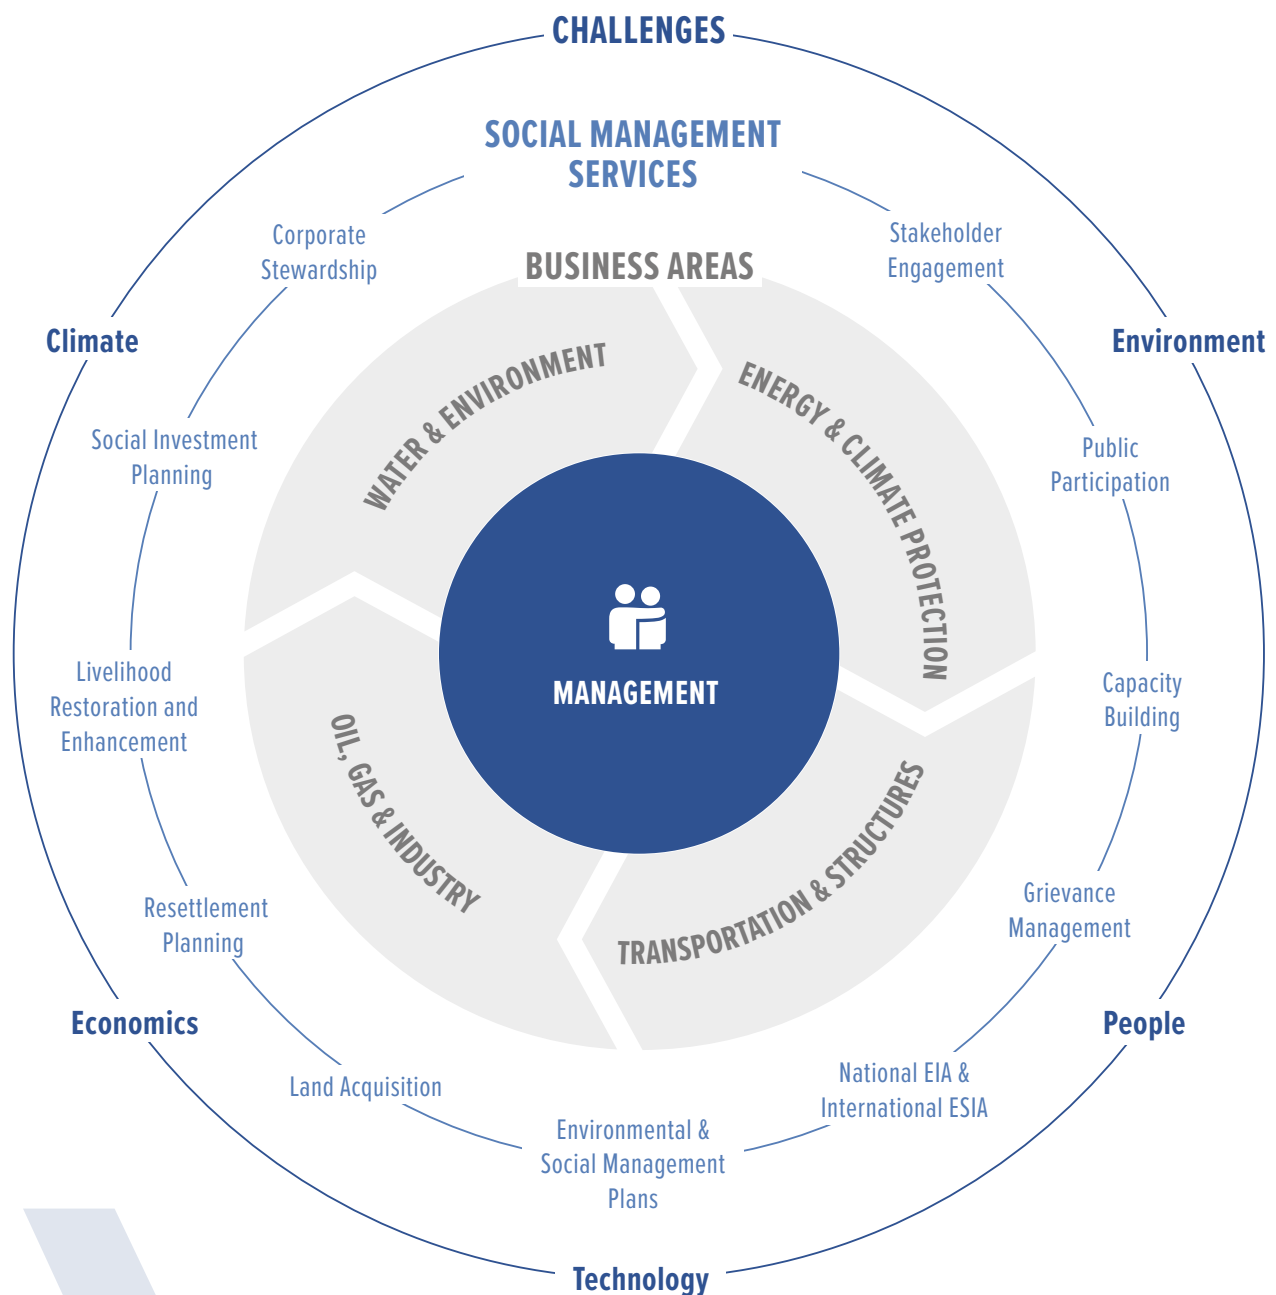 CHALLENGES
SOCIAL MANAGEMENT
SERVICES
Corporate
Stewardship
Stakeholder
Engagement
BUSINESS AREAS
Climate
Environment
WATER & ENVIRONMENT
ENERGY & CLIMATE PROTECTION
Social Investment
Planning
Public
Participation
MANAGEMENT
Livelihood
Restoration and
Enhancement
Capacity
Building
OIL, GAS & INDUSTRY
TRANSPORTATION & STRUCTURES
Resettlement
Planning
Grievance
Management
Economics
People
Land Acquisition
National EIA &
International ESIA
Environmental &
Social Management
Plans
Technology